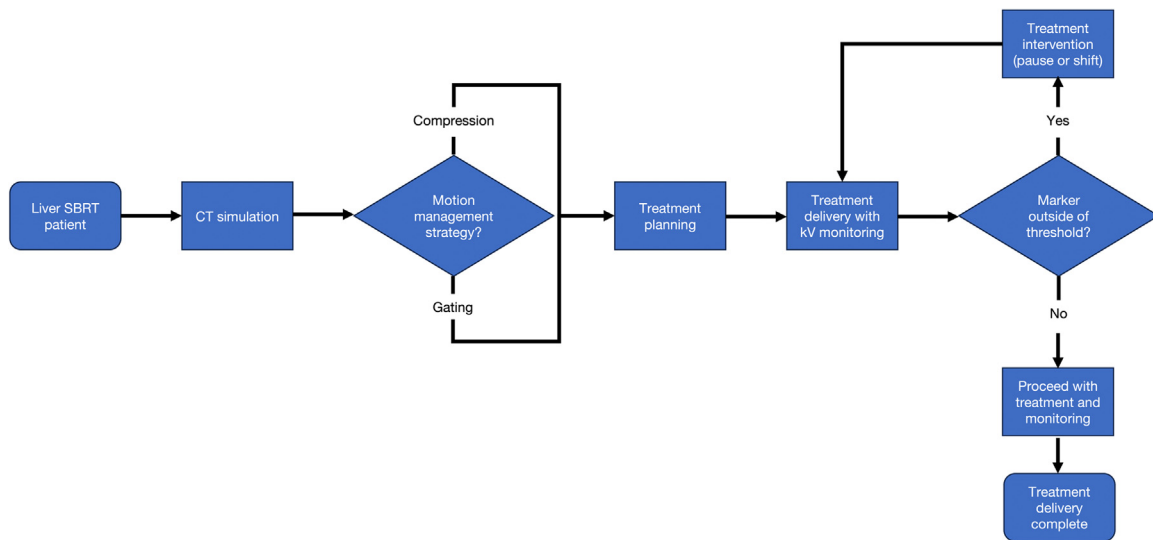 Liver SBRT
patient
CT simulation
Compression
Motion
management
strategy?
Gating
Treatment
planning
Treatment
delivery with
kV monitoring
Marker
outside of
threshold?
Yes
Treatment
intervention
(pause or shift)
No
Proceed with
treatment and
monitoring
Treatment
delivery
complete